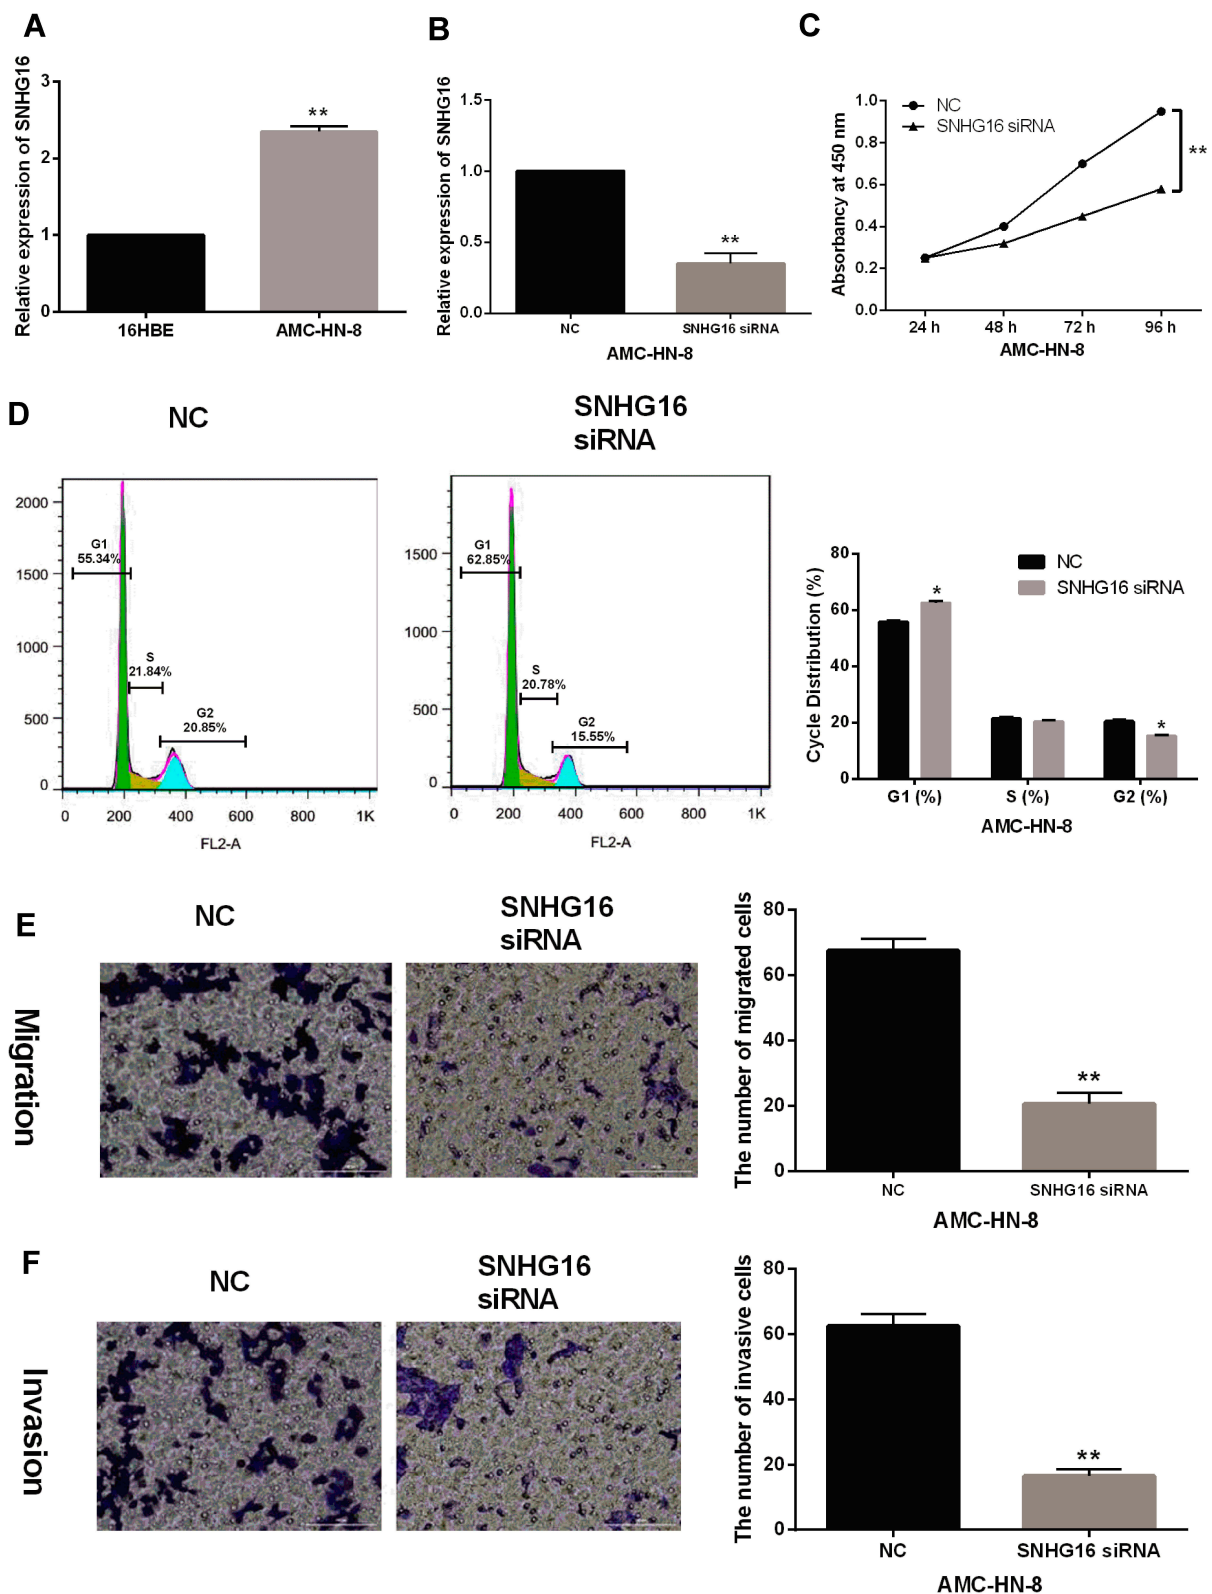 A
Relative expression of SNHG16
3
2
1
0
**
16HBE
AMC-HN-8
B
Relative expression of SNHG16
1.5
1.0
0.5
0.0
**
NC
SNHG16 siRNA
AMC-HN-8
C
Absorbancy at 450 nm
1.0
0.8
0.6
0.4
0.2
0.0
NC
SNHG16 siRNA
**
24 h
48 h
72 h
96 h
AMC-HN-8
D
NC
2000
1500
1000
500
0
G1
55.34%
S
21.84%
G2
20.85%
0
200
400
600
800
1K
FL2-A
SNHG16
siRNA
1500
1000
500
0
G1
62.85%
S
20.78%
G2
15.55%
0
200
400
600
800
1K
FL2-A
Cycle Distribution (%)
80
60
40
20
0
NC
SNHG16 siRNA
*
*
G1 (%)
S (%)
G2 (%)
AMC-HN-8
E
Migration
NC
SNHG16
siRNA
The number of migrated cells
80
60
40
20
0
**
NC
SNHG16 siRNA
AMC-HN-8
F
Invasion
NC
SNHG16
siRNA
The number of invasive cells
80
60
40
20
0
**
NC
SNHG16 siRNA
AMC-HN-8